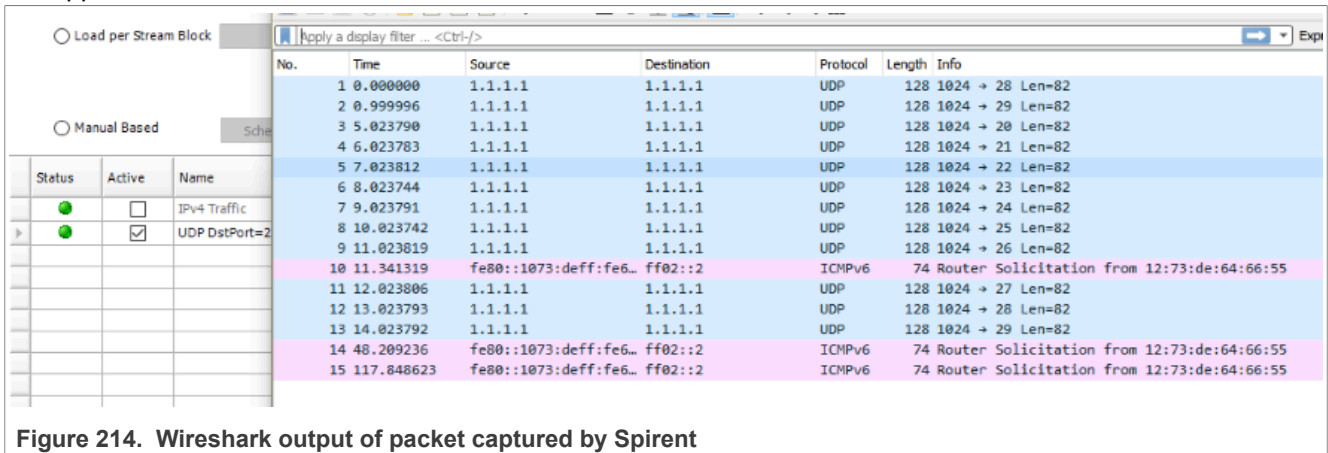 Load per Stream Block
Apply a display filter ... <Ctrl-/>
No. Time Source Destination Protocol Length Info
1 0.000000 1.1.1.1 1.1.1.1 UDP 128 1024 → 28 Len=82
2 0.999996 1.1.1.1 1.1.1.1 UDP 128 1024 → 29 Len=82
Manual Based
3 5.023790 1.1.1.1 1.1.1.1 UDP 128 1024 → 20 Len=82
4 6.023783 1.1.1.1 1.1.1.1 UDP 128 1024 → 21 Len=82
Status Active Name
5 7.023812 1.1.1.1 1.1.1.1 UDP 128 1024 → 22 Len=82
6 8.023744 1.1.1.1 1.1.1.1 UDP 128 1024 → 23 Len=82
IPv4 Traffic
7 9.023791 1.1.1.1 1.1.1.1 UDP 128 1024 → 24 Len=82
UDP DstPort=2
8 10.023742 1.1.1.1 1.1.1.1 UDP 128 1024 → 25 Len=82
9 11.023819 1.1.1.1 1.1.1.1 UDP 128 1024 → 26 Len=82
10 11.341319 fe80::1073:deff:fe6… ff02::2 ICMPv6 74 Router Solicitation from 12:73:de:64:66:55
11 12.023806 1.1.1.1 1.1.1.1 UDP 128 1024 → 27 Len=82
12 13.023793 1.1.1.1 1.1.1.1 UDP 128 1024 → 28 Len=82
13 14.023792 1.1.1.1 1.1.1.1 UDP 128 1024 → 29 Len=82
14 48.209236 fe80::1073:deff:fe6… ff02::2 ICMPv6 74 Router Solicitation from 12:73:de:64:66:55
15 117.848623 fe80::1073:deff:fe6… ff02::2 ICMPv6 74 Router Solicitation from 12:73:de:64:66:55
Figure 214. Wireshark output of packet captured by Spirent